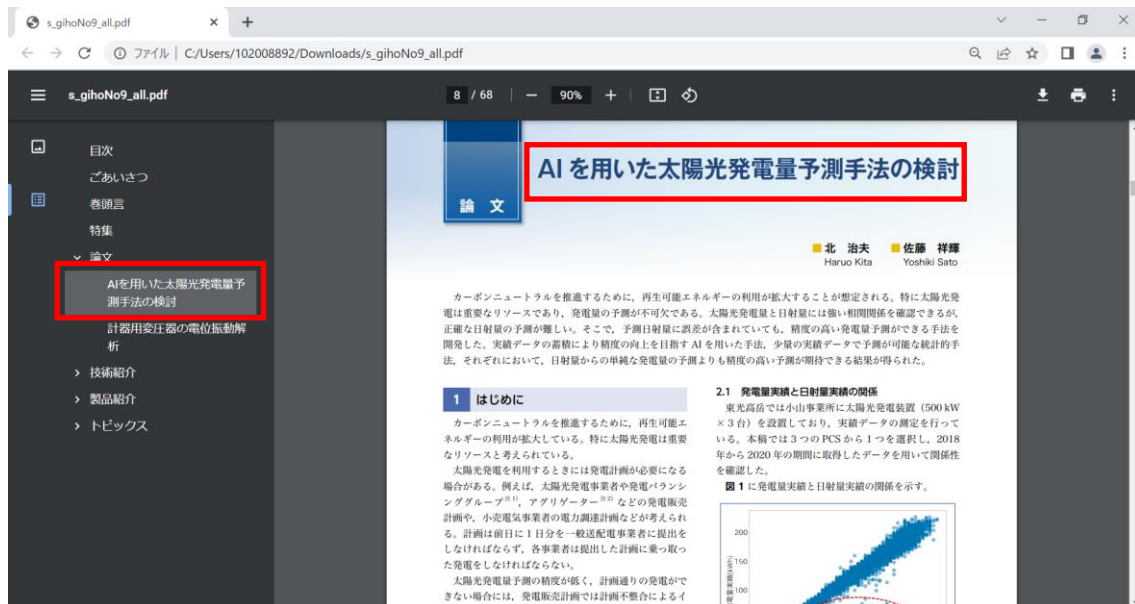 s_gihoNo9_all.pdf
ファイル | C:/Users/102008892/Downloads/s_gihoNo9_all.pdf
s_gihoNo9_all.pdf
8 / 68
90%
目次
ごあいさつ
巻頭言
特集
論文
AIを用いた太陽光発電量予
測手法の検討
計器用変圧器の電位振動解
析
技術紹介
製品紹介
トピックス
論 文
AI を用いた太陽光発電量予測手法の検討
北 治夫 佐藤 祥輝
Haruo Kita Yoshiki Sato
カーボンニュートラルを推進するために，再生可能エネルギーの利用が拡大することが想定される。特に太陽光発
電は重要なリソースであり，発電量の予測が不可欠である。太陽光発電量と日射量には強い相関関係を確認できるが，
正確な日射量の予測が難しい。そこで，予測日射量に誤差が含まれていても，精度の高い発電量予測ができる手法を
開発した。実績データの蓄積により精度の向上を目指す AI を用いた手法，少量の実績データで予測が可能な統計的手
法，それぞれにおいて，日射量からの単純な発電量の予測よりも精度の高い予測が期待できる結果が得られた。
1 はじめに
カーボンニュートラルを推進するために，再生可能エ
ネルギーの利用が拡大している。特に太陽光発電は重要
なリソースと考えられている。
太陽光発電を利用するときには発電計画が必要になる
場合がある。例えば，太陽光発電事業者や発電バランシ
ンググループ注1)，アグリゲーター注2) などの発電販売
計画や，小売電気事業者の電力調達計画などが考えられ
る。計画は前日に 1 日分を一般送配電事業者に提出を
しなければならず，各事業者は提出した計画に乗っ取っ
た発電をしなければならない。
太陽光発電量予測の精度が低く，計画通りの発電がで
きない場合には，発電販売計画では計画不整合によるイ
2.1 発電量実績と日射量実績の関係
東光高岳では小山事業所に太陽光発電装置（500 kW
× 3 台）を設置しており，実績データの測定を行って
いる。本稿では 3 つの PCS から 1 つを選択し，2018
年から 2020 年の期間に取得したデータを用いて関係性
を確認した。
図 1 に発電量実績と日射量実績の関係を示す。
200
150
100
電量実績(kWh)